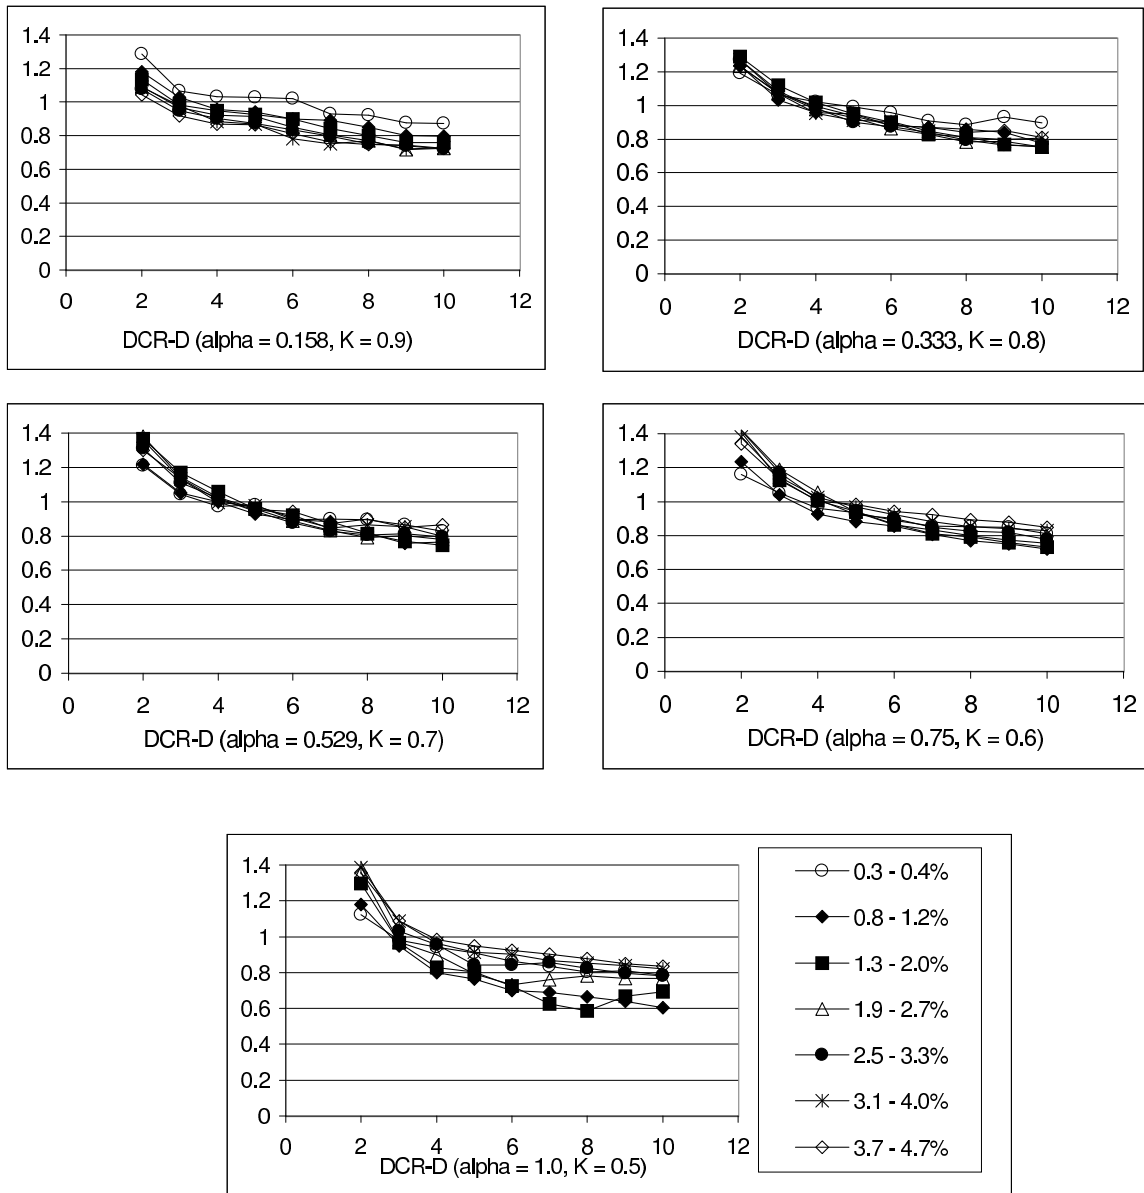 1.4
1.2
1
0.8
0.6
0.4
0.2
0
0 2 4 6 8 10 12
DCR-D (alpha = 0.158, K = 0.9)
1.4
1.2
1
0.8
0.6
0.4
0.2
0
0 2 4 6 8 10 12
DCR-D (alpha = 0.333, K = 0.8)
1.4
1.2
1
0.8
0.6
0.4
0.2
0
0 2 4 6 8 10 12
DCR-D (alpha = 0.529, K = 0.7)
1.4
1.2
1
0.8
0.6
0.4
0.2
0
0 2 4 6 8 10 12
DCR-D (alpha = 0.75, K = 0.6)
1.4
1.2
1
0.8
0.6
0.4
0.2
0
0 2 4 6 8 10 12
DCR-D (alpha = 1.0, K = 0.5)
0.3 - 0.4%
0.8 - 1.2%
1.3 - 2.0%
1.9 - 2.7%
2.5 - 3.3%
3.1 - 4.0%
3.7 - 4.7%